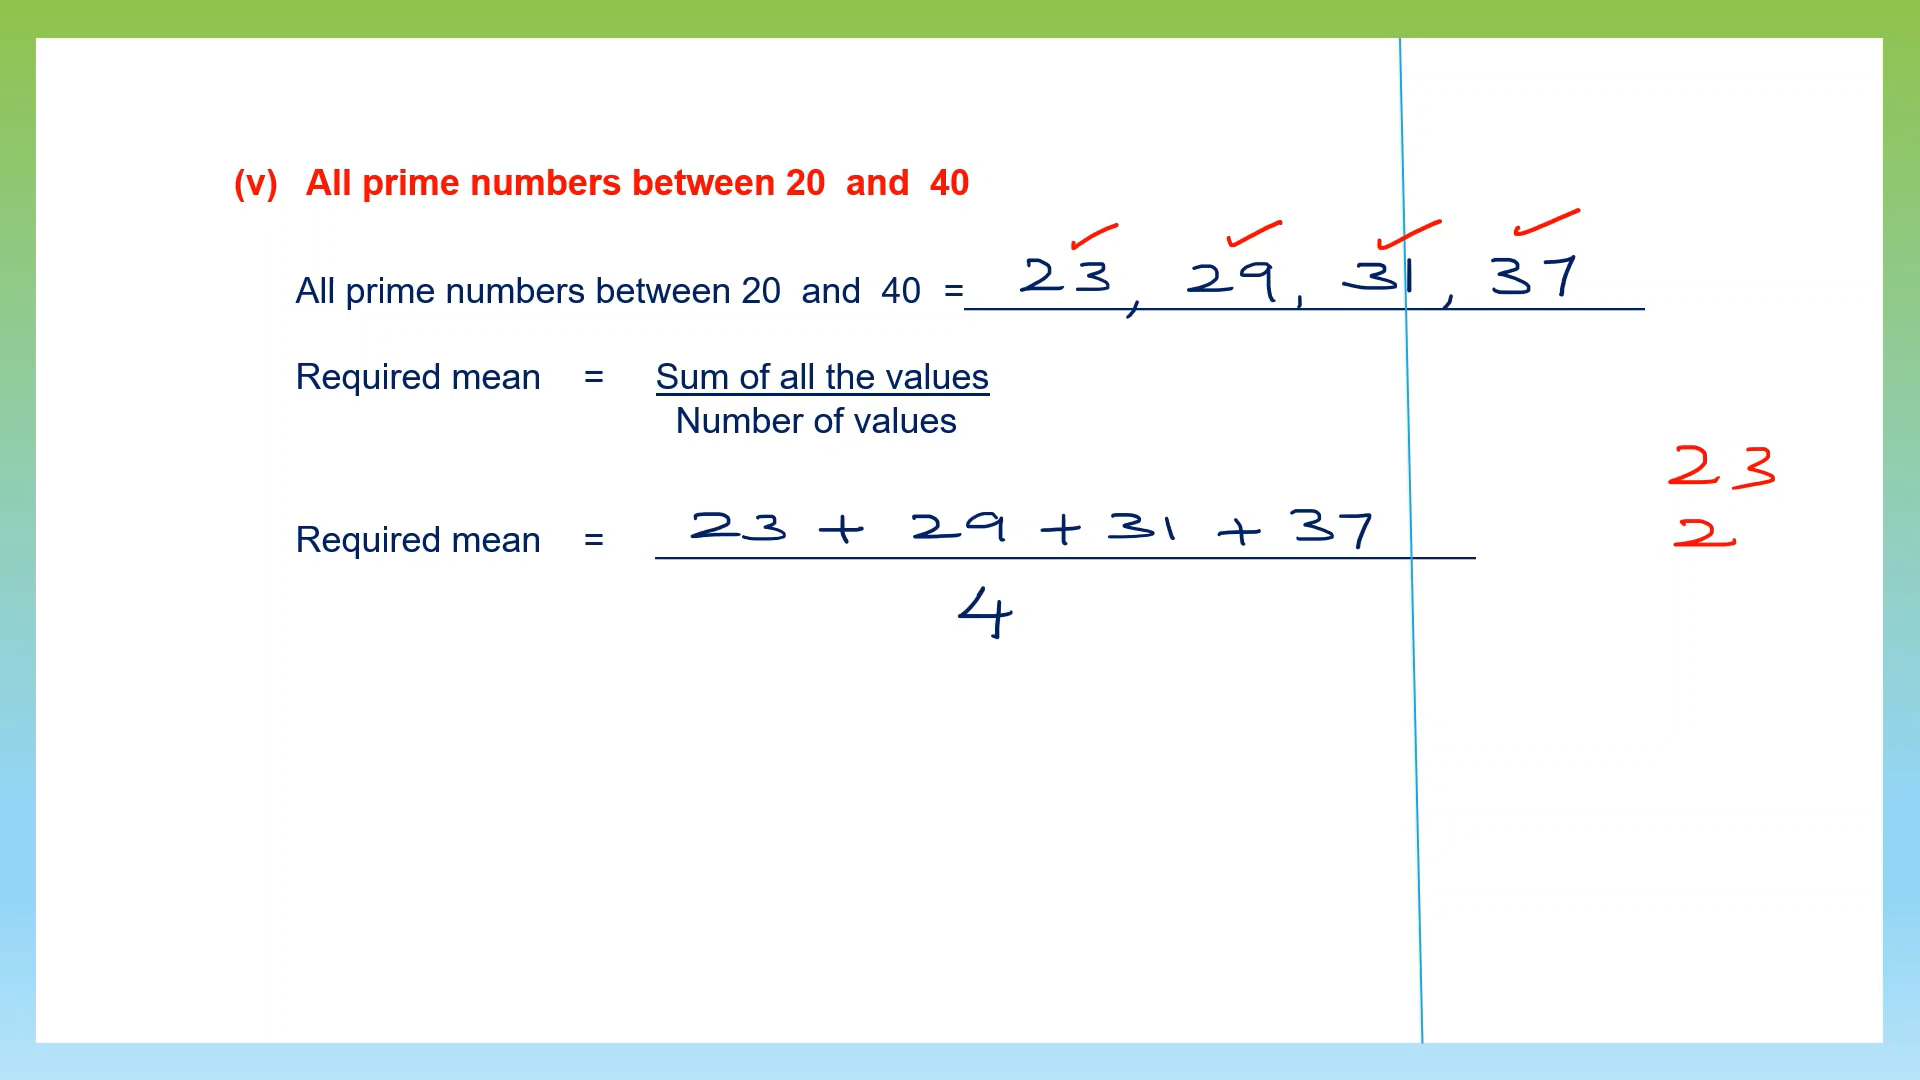 (v) All prime numbers between 20 and 40
All prime numbers between 20 and 40 = 23, 29, 31, 37
Required mean = Sum of all the values
Number of values
23
Required mean = 23 + 29 + 31 + 37
2
4